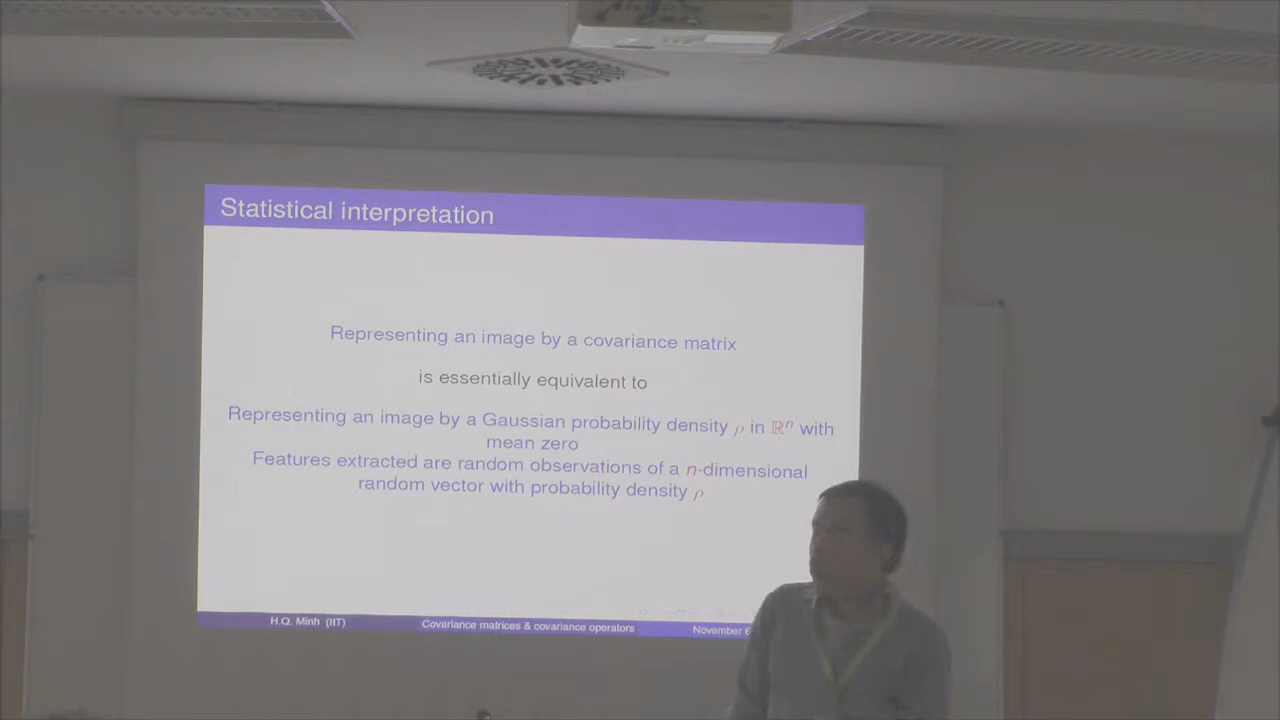 Statistical interpretation
Representing an image by a covariance matrix
is essentially equivalent to
Representing an image by a Gaussian probability density ρ in ℝⁿ with
mean zero
Features extracted are random observations of a n-dimensional
random vector with probability density ρ
H.Q. Minh (IIT) Covariance matrices & covariance operators November 6